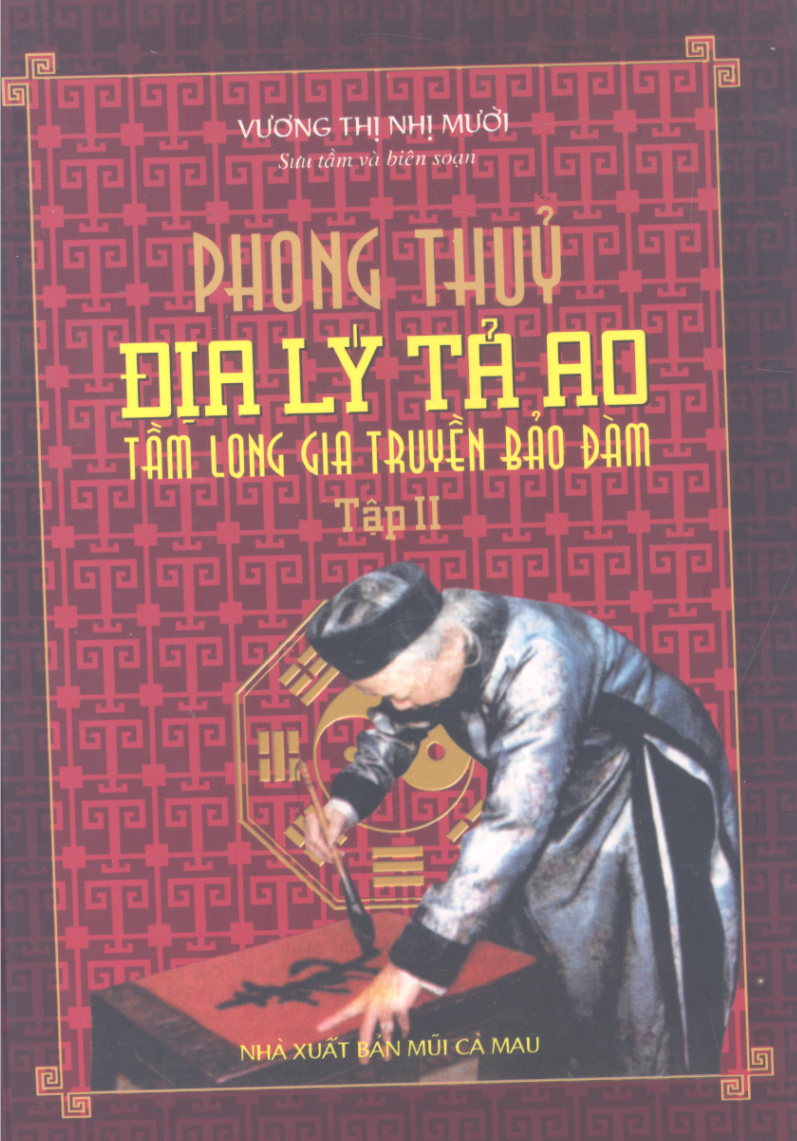 VƯƠNG THỊ NHỊ MƯỜI
Sưu tầm và biên soạn
PHONG THUỶ
ĐỊA LÝ TẢ AO
TẦM LONG GIA TRUYỀN BẢO ĐÀM
Tập II
NHÀ XUẤT BẢN MŨI CÀ MAU